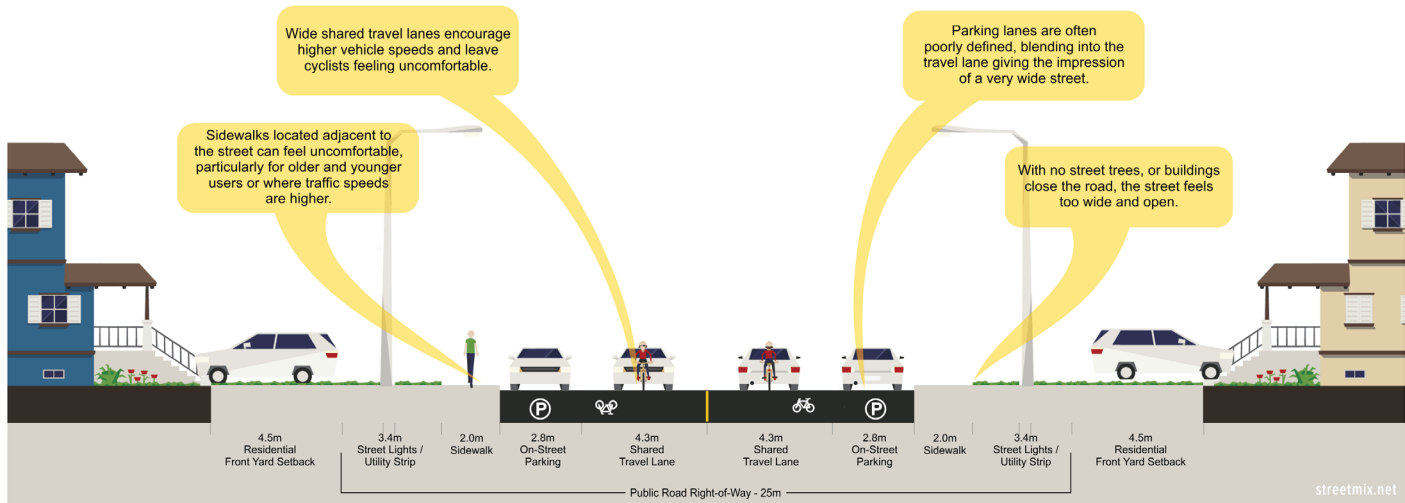 Wide shared travel lanes encourage
higher vehicle speeds and leave
cyclists feeling uncomfortable.
Parking lanes are often
poorly defined, blending into the
travel lane giving the impression
of a very wide street.
Sidewalks located adjacent to
the street can feel uncomfortable,
particularly for older and younger
users or where traffic speeds
are higher.
With no street trees, or buildings
close the road, the street feels
too wide and open.
P
P
4.5m
Residential
Front Yard Setback
3.4m
Street Lights /
Utility Strip
2.0m
Sidewalk
2.8m
On-Street
Parking
4.3m
Shared
Travel Lane
4.3m
Shared
Travel Lane
2.8m
On-Street
Parking
2.0m
Sidewalk
3.4m
Street Lights /
Utility Strip
4.5m
Residential
Front Yard Setback
Public Road Right-of-Way - 25m
streetmix.net